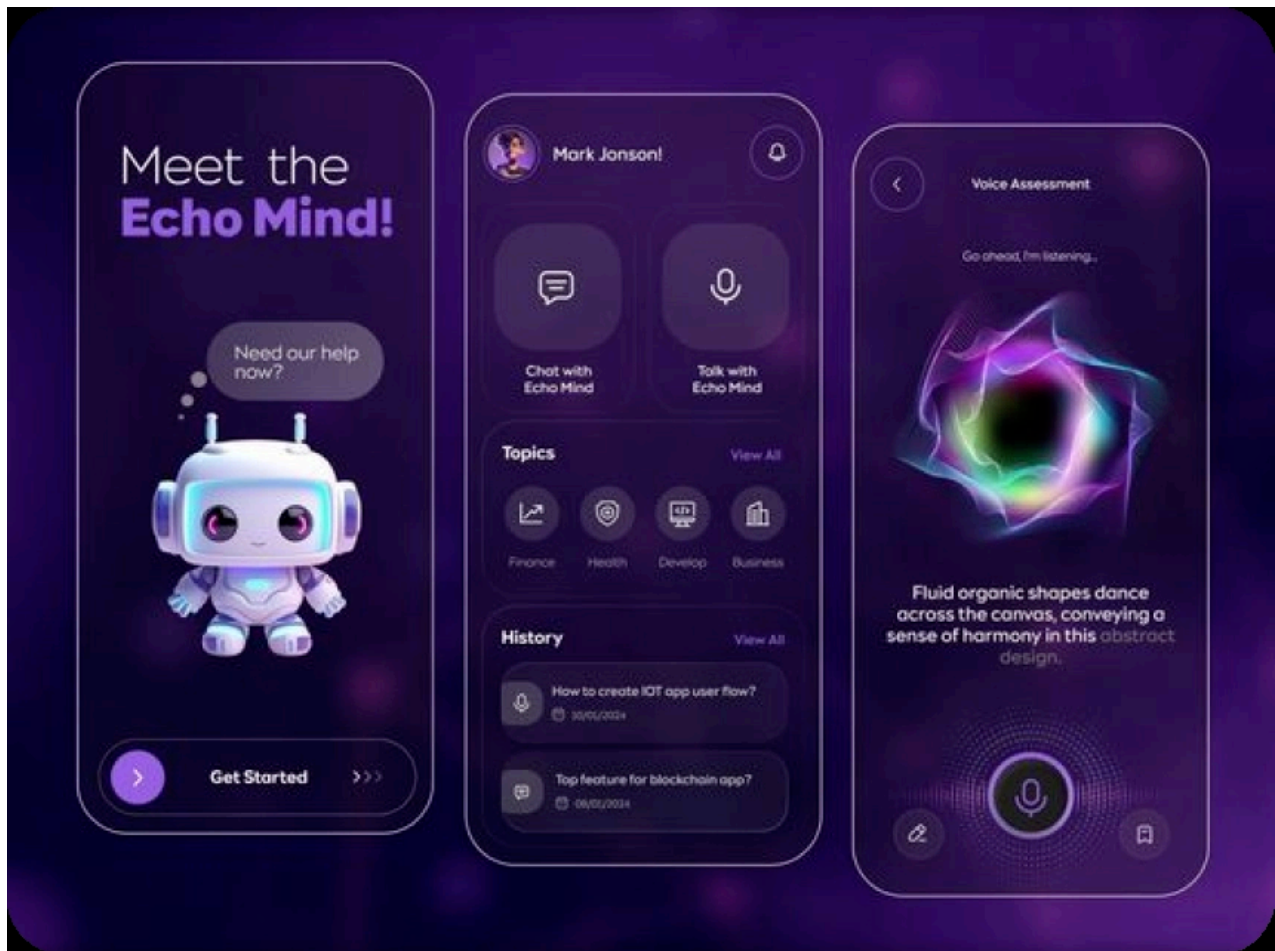 Meet the
Echo Mind!
Need our help
now?
Get Started
Mark Jonson!
Chat with
Echo Mind
Talk with
Echo Mind
Topics
View All
Finance
Health
Develop
Business
History
View All
How to create IOT app user flow?
10/01/2024
Top feature for blockchain app?
08/01/2024
Voice Assessment
Go ahead, I'm listening...
Fluid organic shapes dance
across the canvas, conveying a
sense of harmony in this abstract
design.